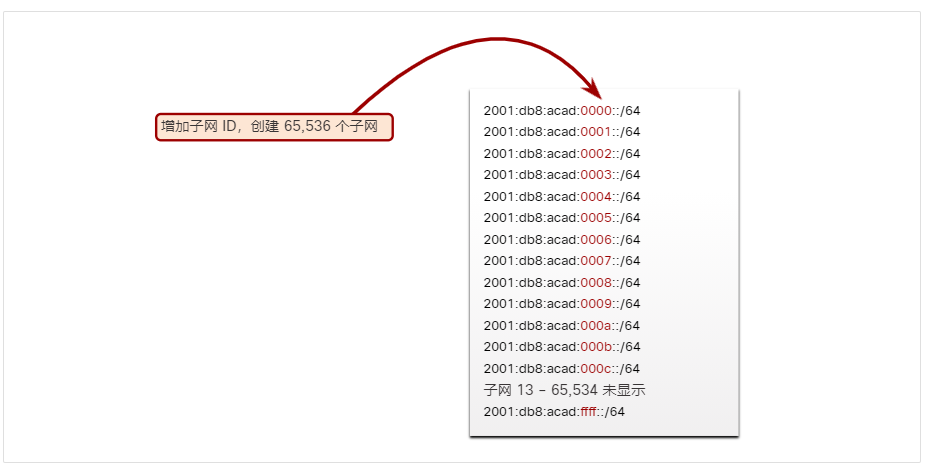 增加子网 ID，创建 65,536 个子网
2001:db8:acad:0000::/64
2001:db8:acad:0001::/64
2001:db8:acad:0002::/64
2001:db8:acad:0003::/64
2001:db8:acad:0004::/64
2001:db8:acad:0005::/64
2001:db8:acad:0006::/64
2001:db8:acad:0007::/64
2001:db8:acad:0008::/64
2001:db8:acad:0009::/64
2001:db8:acad:000a::/64
2001:db8:acad:000b::/64
2001:db8:acad:000c::/64
子网 13 – 65,534 未显示
2001:db8:acad:ffff::/64